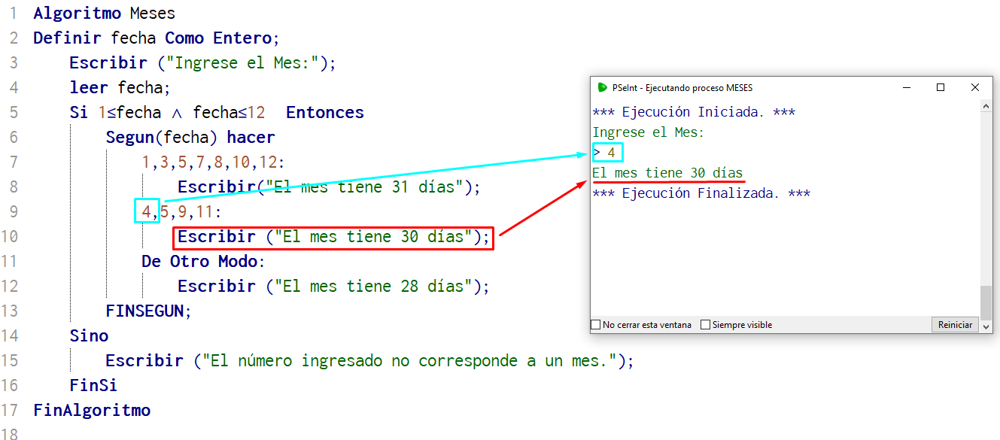 1 Algoritmo Meses
2 Definir fecha Como Entero;
3 Escribir ("Ingrese el Mes:");
4 leer fecha;
5 Si 1≤fecha ∧ fecha≤12 Entonces
6 Segun(fecha) hacer
7 1,3,5,7,8,10,12:
8 Escribir("El mes tiene 31 días");
9 4,5,9,11:
10 Escribir ("El mes tiene 30 días");
11 De Otro Modo:
12 Escribir ("El mes tiene 28 días");
13 FINSEGUN;
14 Sino
15 Escribir ("El número ingresado no corresponde a un mes.");
16 FinSi
17 FinAlgoritmo
18
PSeInt - Ejecutando proceso MESES
*** Ejecución Iniciada. ***
Ingrese el Mes:
> 4
El mes tiene 30 días
*** Ejecución Finalizada. ***
No cerrar esta ventana Siempre visible Reiniciar